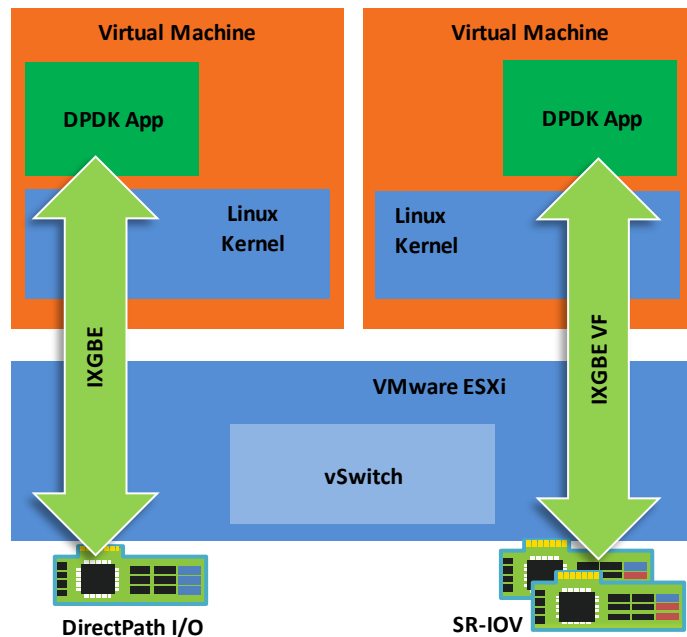 Virtual Machine
Virtual Machine
DPDK App
DPDK App
Linux
Kernel
Linux
Kernel
IXGBE
IXGBE VF
VMware ESXi
vSwitch
DirectPath I/O
SR-IOV